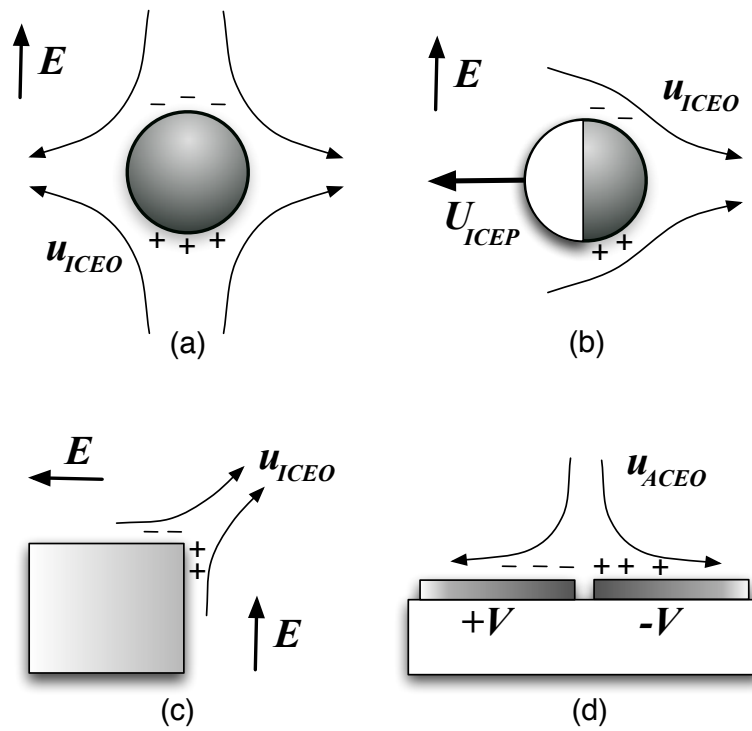 E
− − −
+ + +
u_ICEO
(a)
E
u_ICEO
− −
U_ICEP
+ +
(b)
E
u_ICEO
− −
+
+
E
(c)
u_ACEO
− − − + + +
+V -V
(d)